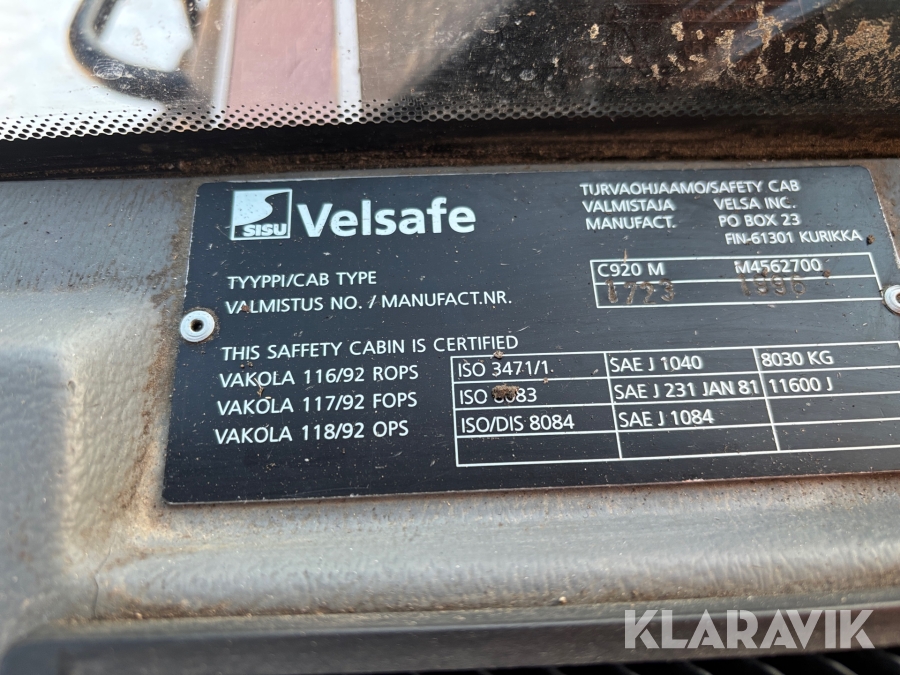 SISU Velsafe
TURVAOHJAAMO/SAFETY CAB
VALMISTAJA VELSA INC.
MANUFACT. PO BOX 23
FIN-61301 KURIKKA
TYYPPI/CAB TYPE C920 M M4562700
VALMISTUS NO. / MANUFACT.NR. 1996
THIS SAFFETY CABIN IS CERTIFIED
VAKOLA 116/92 ROPS ISO 3471/1 SAE J 1040 8030 KG
VAKOLA 117/92 FOPS ISO SAE J 231 JAN 81 11600 J
VAKOLA 118/92 OPS ISO/DIS 8084 SAE J 1084
KLARAVIK